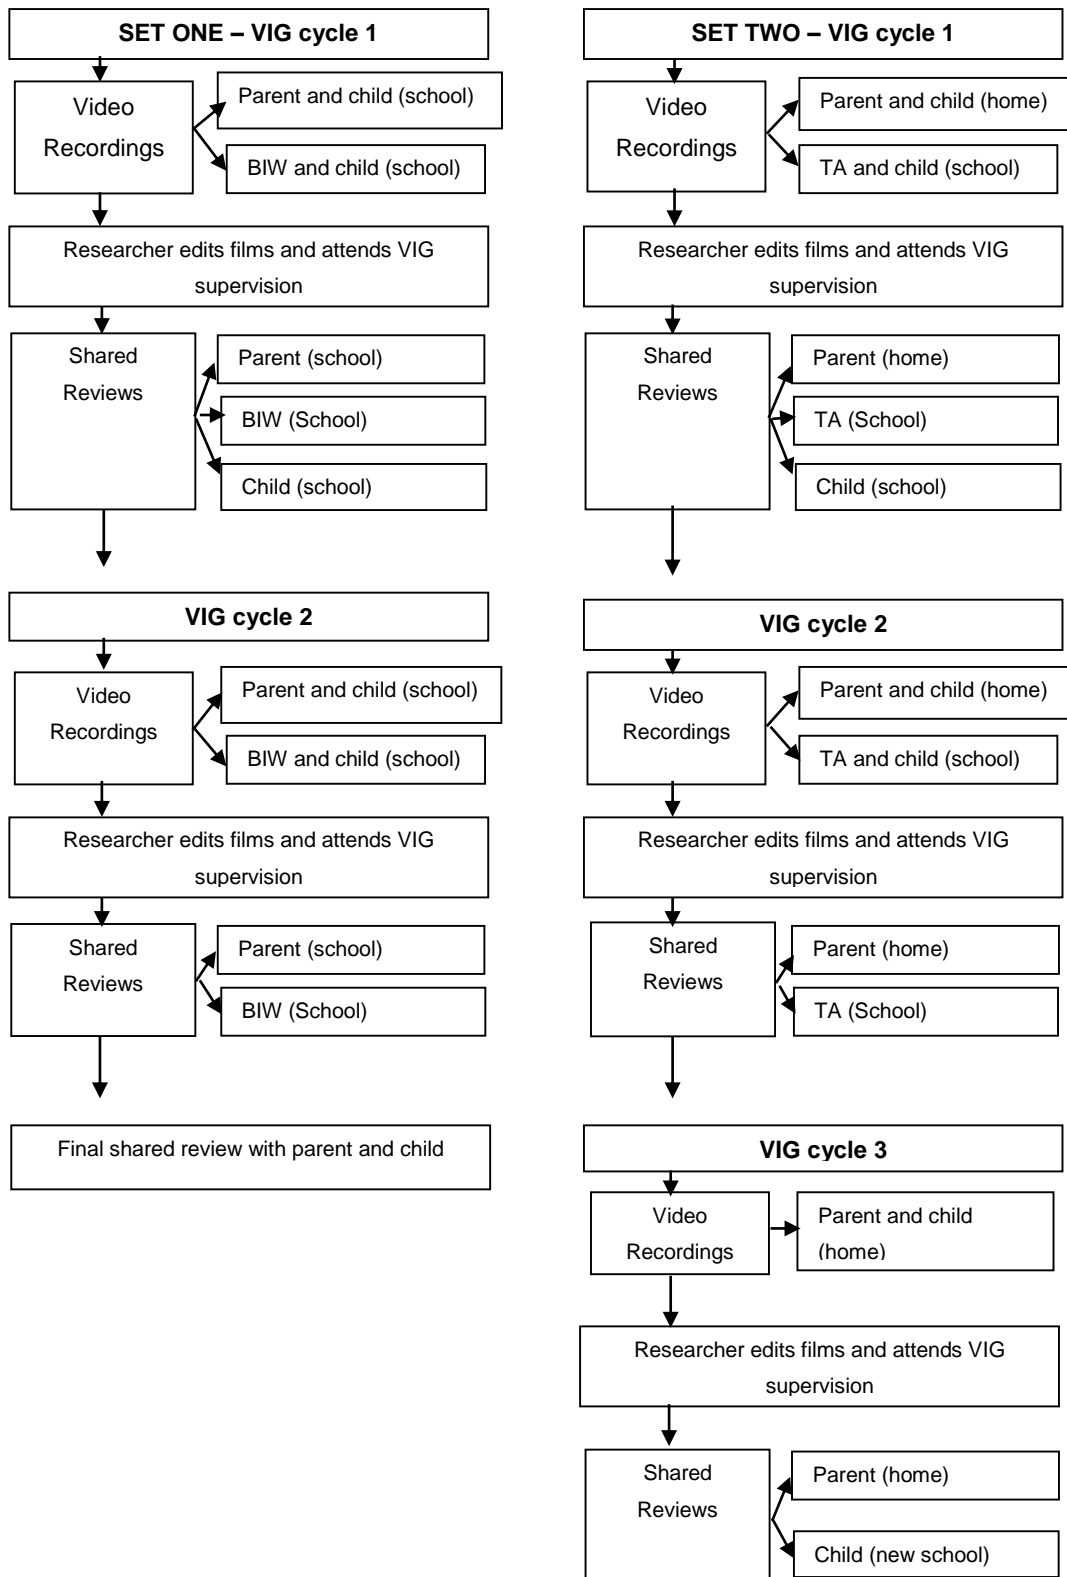 SET ONE – VIG cycle 1
Video
Recordings
Parent and child (school)
BIW and child (school)
Researcher edits films and attends VIG
supervision
Shared
Reviews
Parent (school)
BIW (School)
Child (school)
VIG cycle 2
Video
Recordings
Parent and child (school)
BIW and child (school)
Researcher edits films and attends VIG
supervision
Shared
Reviews
Parent (school)
BIW (School)
Final shared review with parent and child
SET TWO – VIG cycle 1
Video
Recordings
Parent and child (home)
TA and child (school)
Researcher edits films and attends VIG
supervision
Shared
Reviews
Parent (home)
TA (School)
Child (school)
VIG cycle 2
Video
Recordings
Parent and child (home)
TA and child (school)
Researcher edits films and attends VIG
supervision
Shared
Reviews
Parent (home)
TA (School)
VIG cycle 3
Video
Recordings
Parent and child
(home)
Researcher edits films and attends VIG
supervision
Shared
Reviews
Parent (home)
Child (new school)